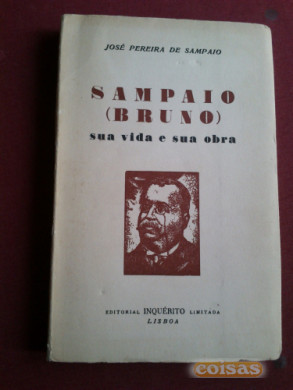 JOSÉ PEREIRA DE SAMPAIO
SAMPAIO
(BRUNO)
sua vida e sua obra
EDITORIAL INQUÉRITO LIMITADA
LISBOA
coisas